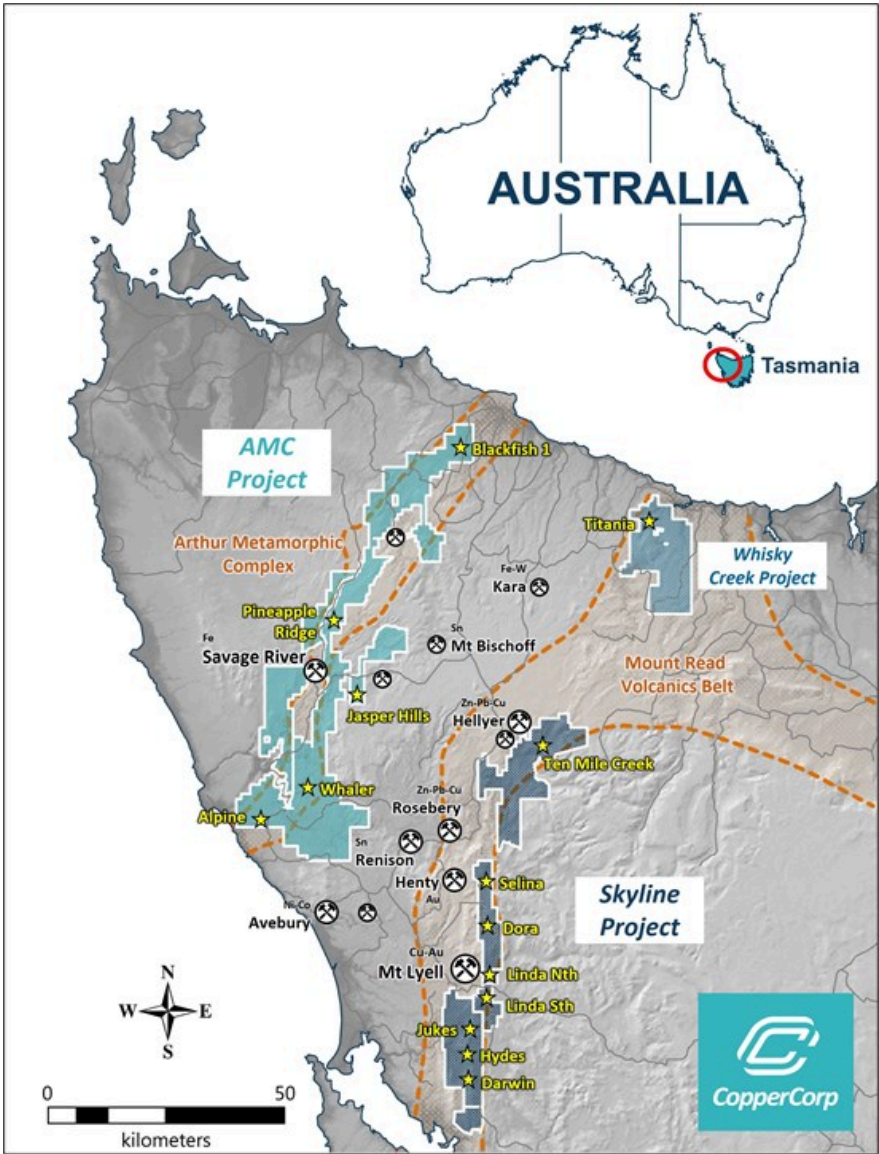 AUSTRALIA
Tasmania
AMC
Project
Blackfish 1
Titania
Arthur Metamorphic
Complex
Whisky
Creek Project
Fe-W
Kara
Pineapple
Ridge
Sn
Mt Bischoff
Fe
Savage River
Mount Read
Volcanics Belt
Jasper Hills
Zn-Pb-Cu
Hellyer
Ten Mile Creek
Whaler
Zn-Pb-Cu
Rosebery
Alpine
Sn
Renison
Henty
Au
Selina
Skyline
Project
Ni-Co
Avebury
Dora
Cu-Au
Mt Lyell
Linda Nth
N
W
E
S
Linda Sth
Jukes
Hydes
Darwin
0
50
kilometers
CopperCorp